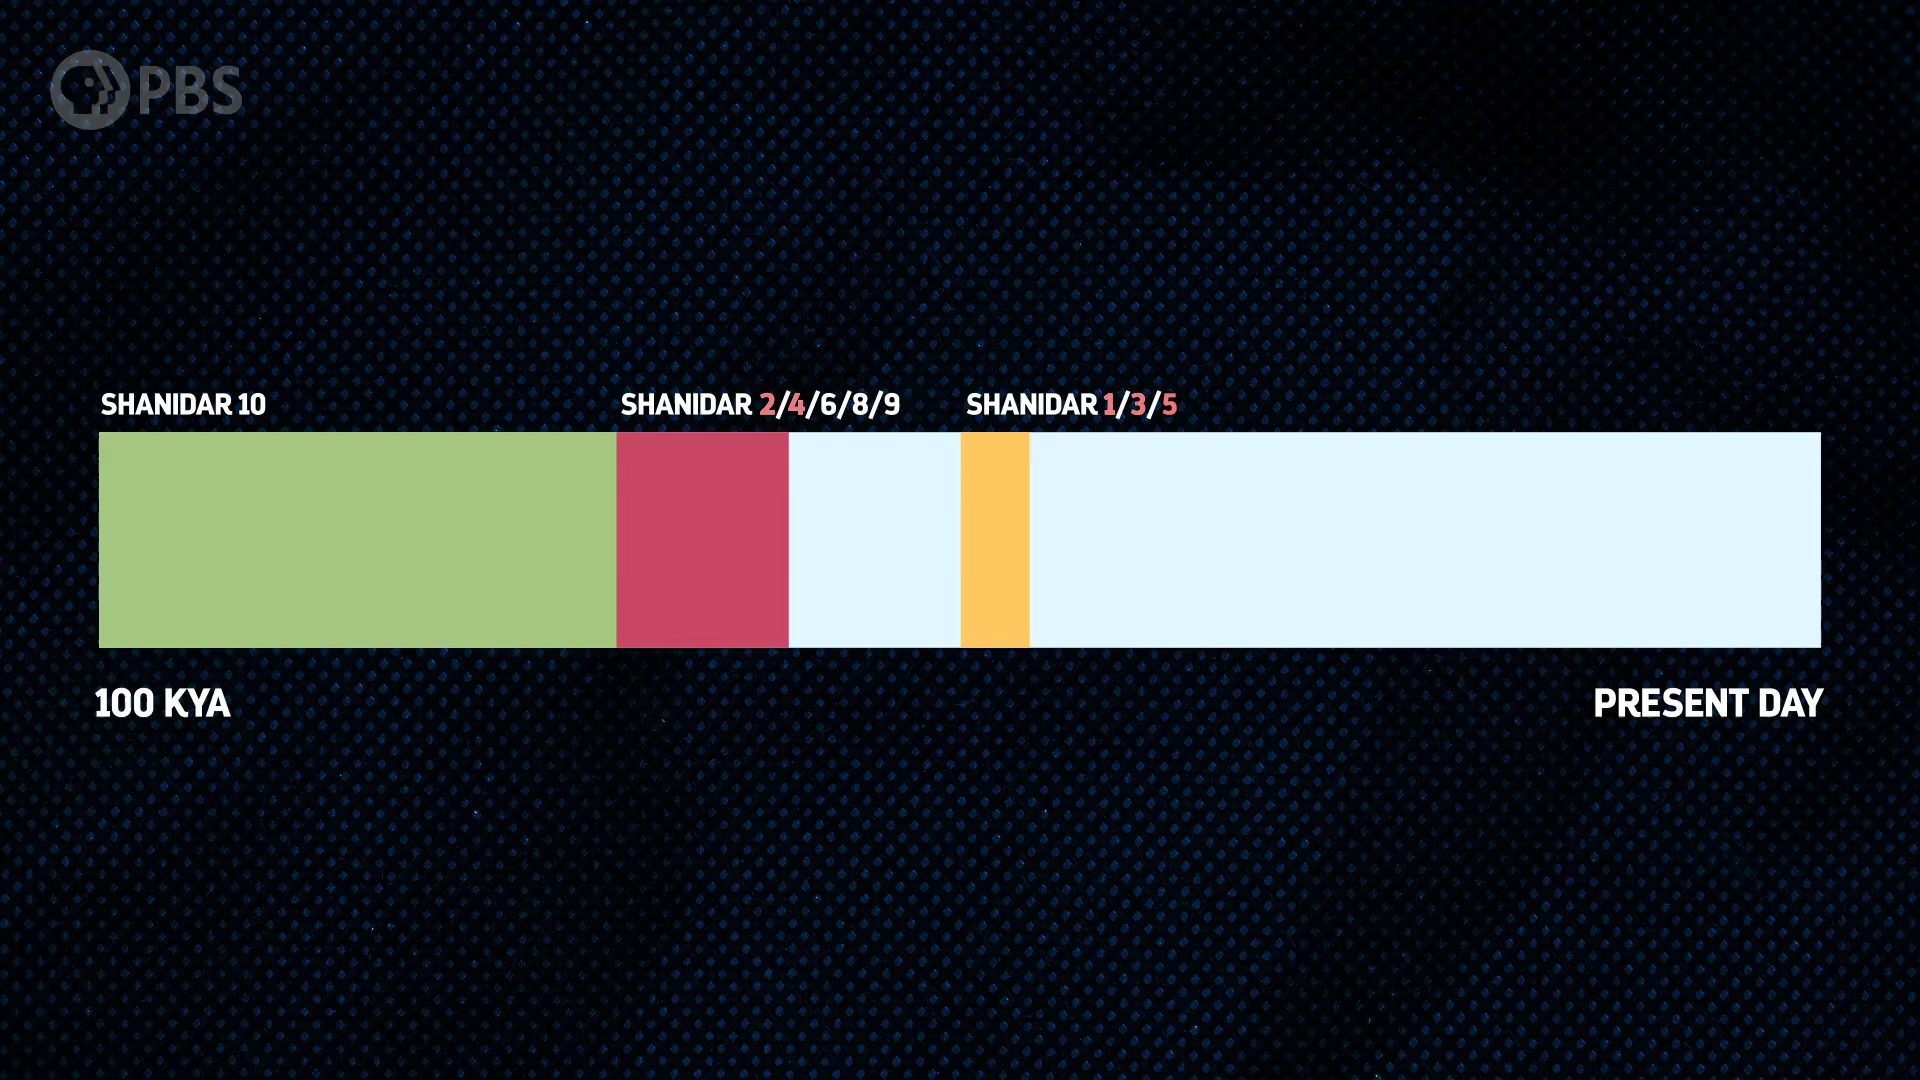 PBS
SHANIDAR 10
SHANIDAR 2/4/6/8/9
SHANIDAR 1/3/5
100 KYA
PRESENT DAY